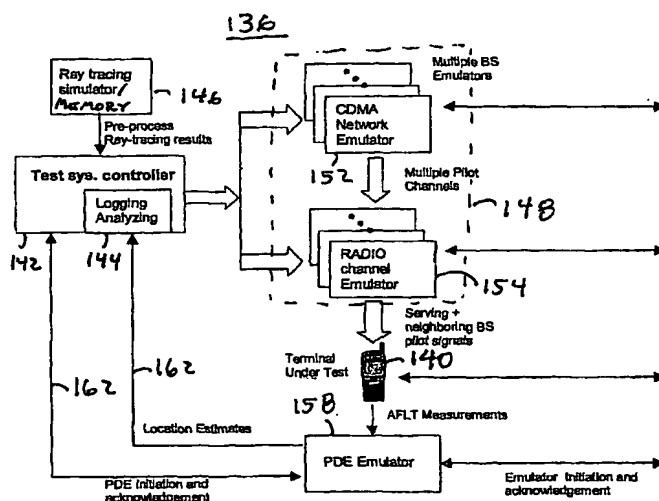 136
Ray tracing
simulator/
MEMORY
146
Pre-process
Ray-tracing results
Test sys. controller
Logging
Analyzing
142
144
Multiple BS
Emulators
CDMA
Network
Emulator
152
Multiple Pilot
Channels
148
RADIO
channel
Emulator
154
Serving +
neighboring BS
pilot signals
Terminal
Under Test
140
162
162
158
AFLT Measurements
Location Estimates
PDE Emulator
PDE Initiation and
acknowledgement
Emulator Initiation and
acknowledgement